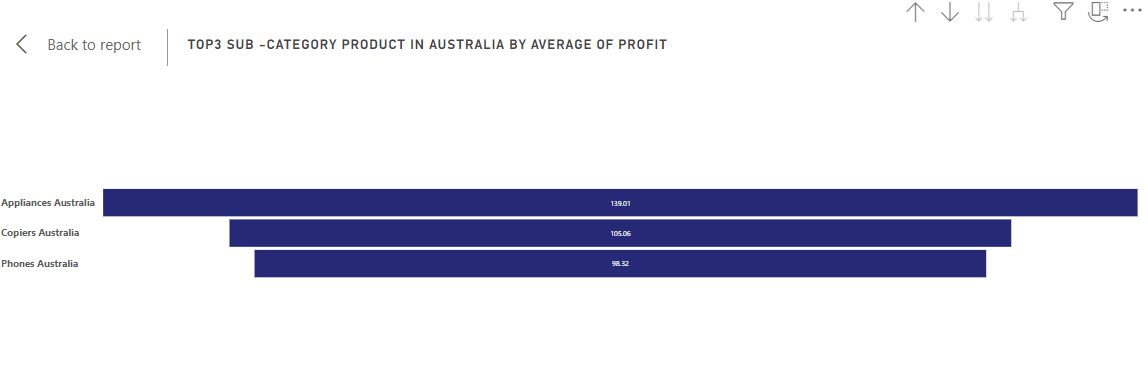 Back to report
TOP3 SUB -CATEGORY PRODUCT IN AUSTRALIA BY AVERAGE OF PROFIT
Appliances Australia 139.01
Copiers Australia 105.06
Phones Australia 98.32